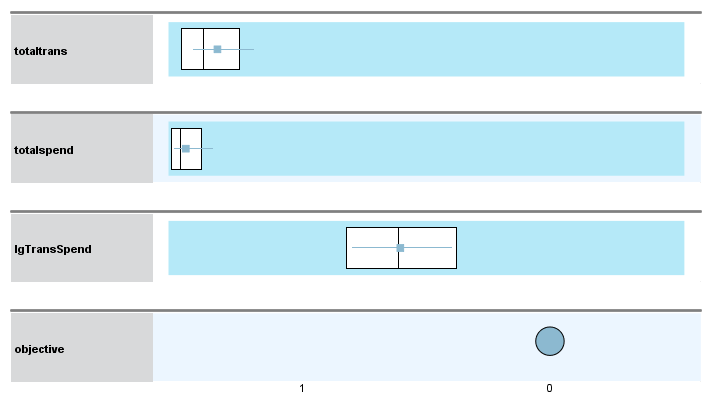 totaltrans
totalspend
lgTransSpend
objective
1 0